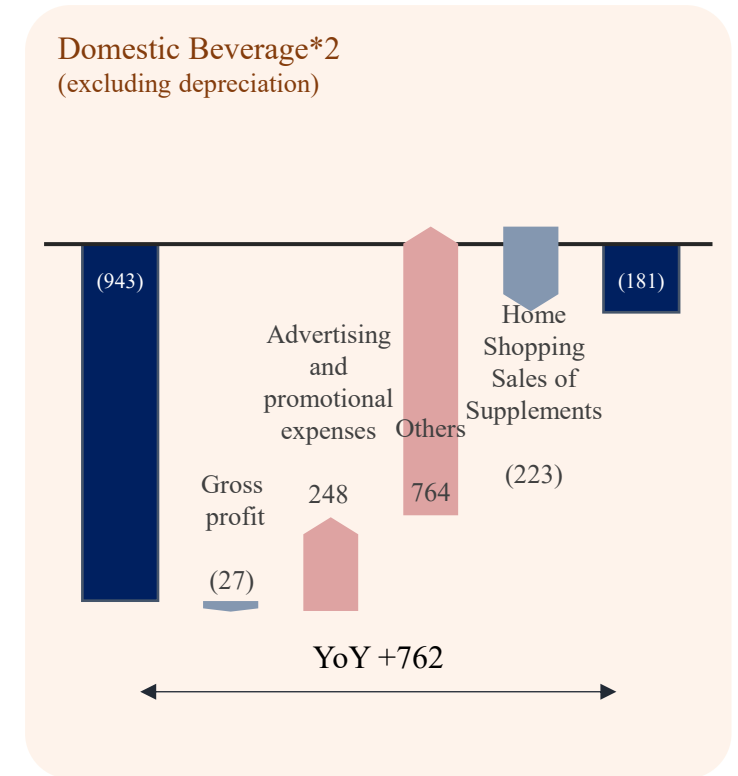 Domestic Beverage*2
(excluding depreciation)
(943)
Gross
profit
(27)
Advertising
and
promotional
expenses
248
Others
764
Home
Shopping
Sales of
Supplements
(223)
(181)
YoY +762